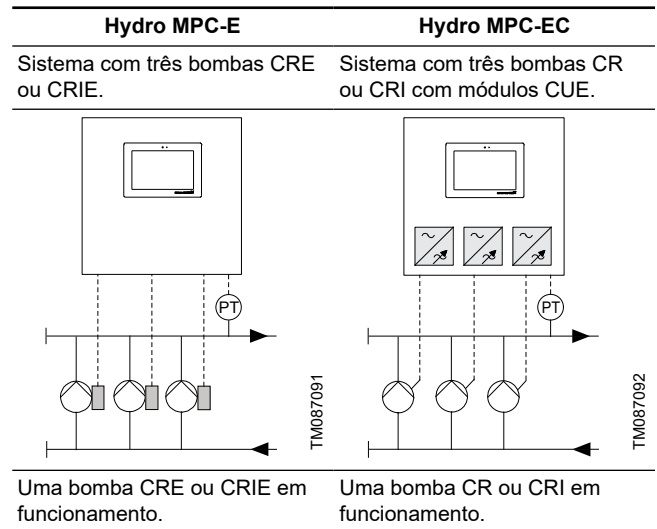 Hydro MPC-E
Hydro MPC-EC
Sistema com três bombas CRE
ou CRIE.
Sistema com três bombas CR
ou CRI com módulos CUE.
PT
PT
TM087091
TM087092
Uma bomba CRE ou CRIE em
funcionamento.
Uma bomba CR ou CRI em
funcionamento.